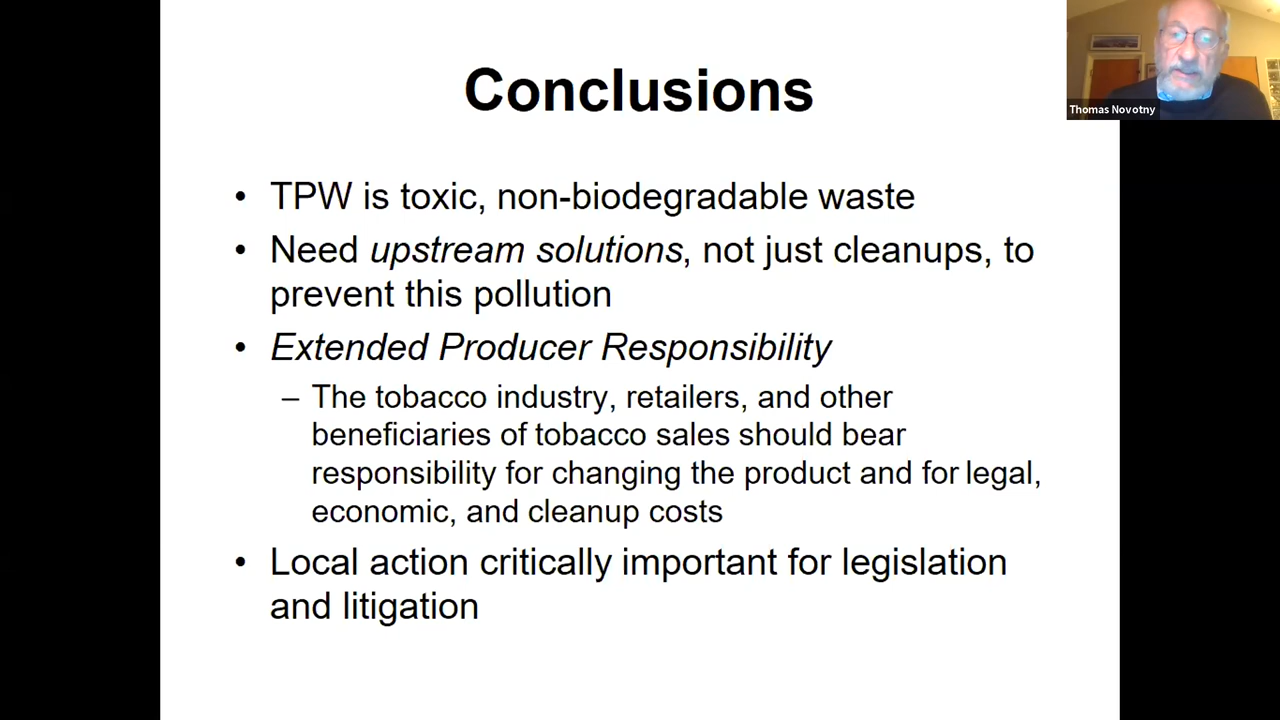 Conclusions
Thomas Novotny
• TPW is toxic, non-biodegradable waste
• Need upstream solutions, not just cleanups, to
prevent this pollution
• Extended Producer Responsibility
– The tobacco industry, retailers, and other
beneficiaries of tobacco sales should bear
responsibility for changing the product and for legal,
economic, and cleanup costs
• Local action critically important for legislation
and litigation